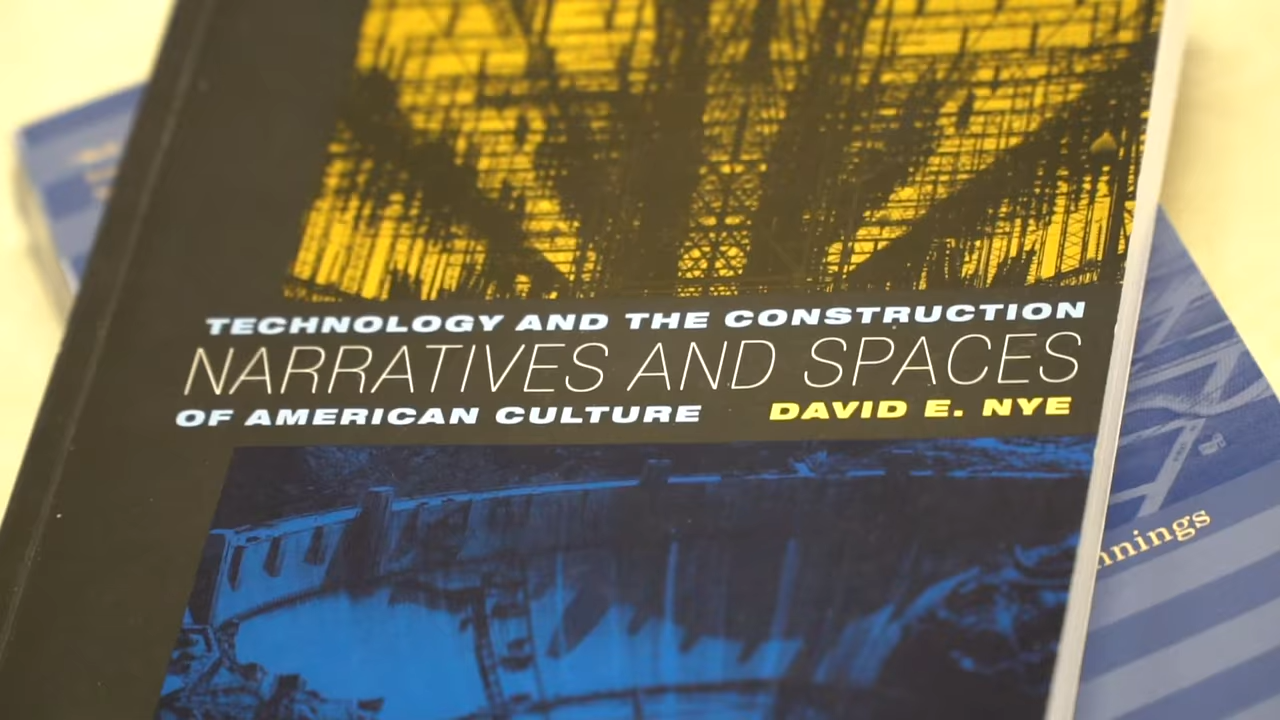 TECHNOLOGY AND THE CONSTRUCTION
NARRATIVES AND SPACES
OF AMERICAN CULTURE DAVID E. NYE
nnings